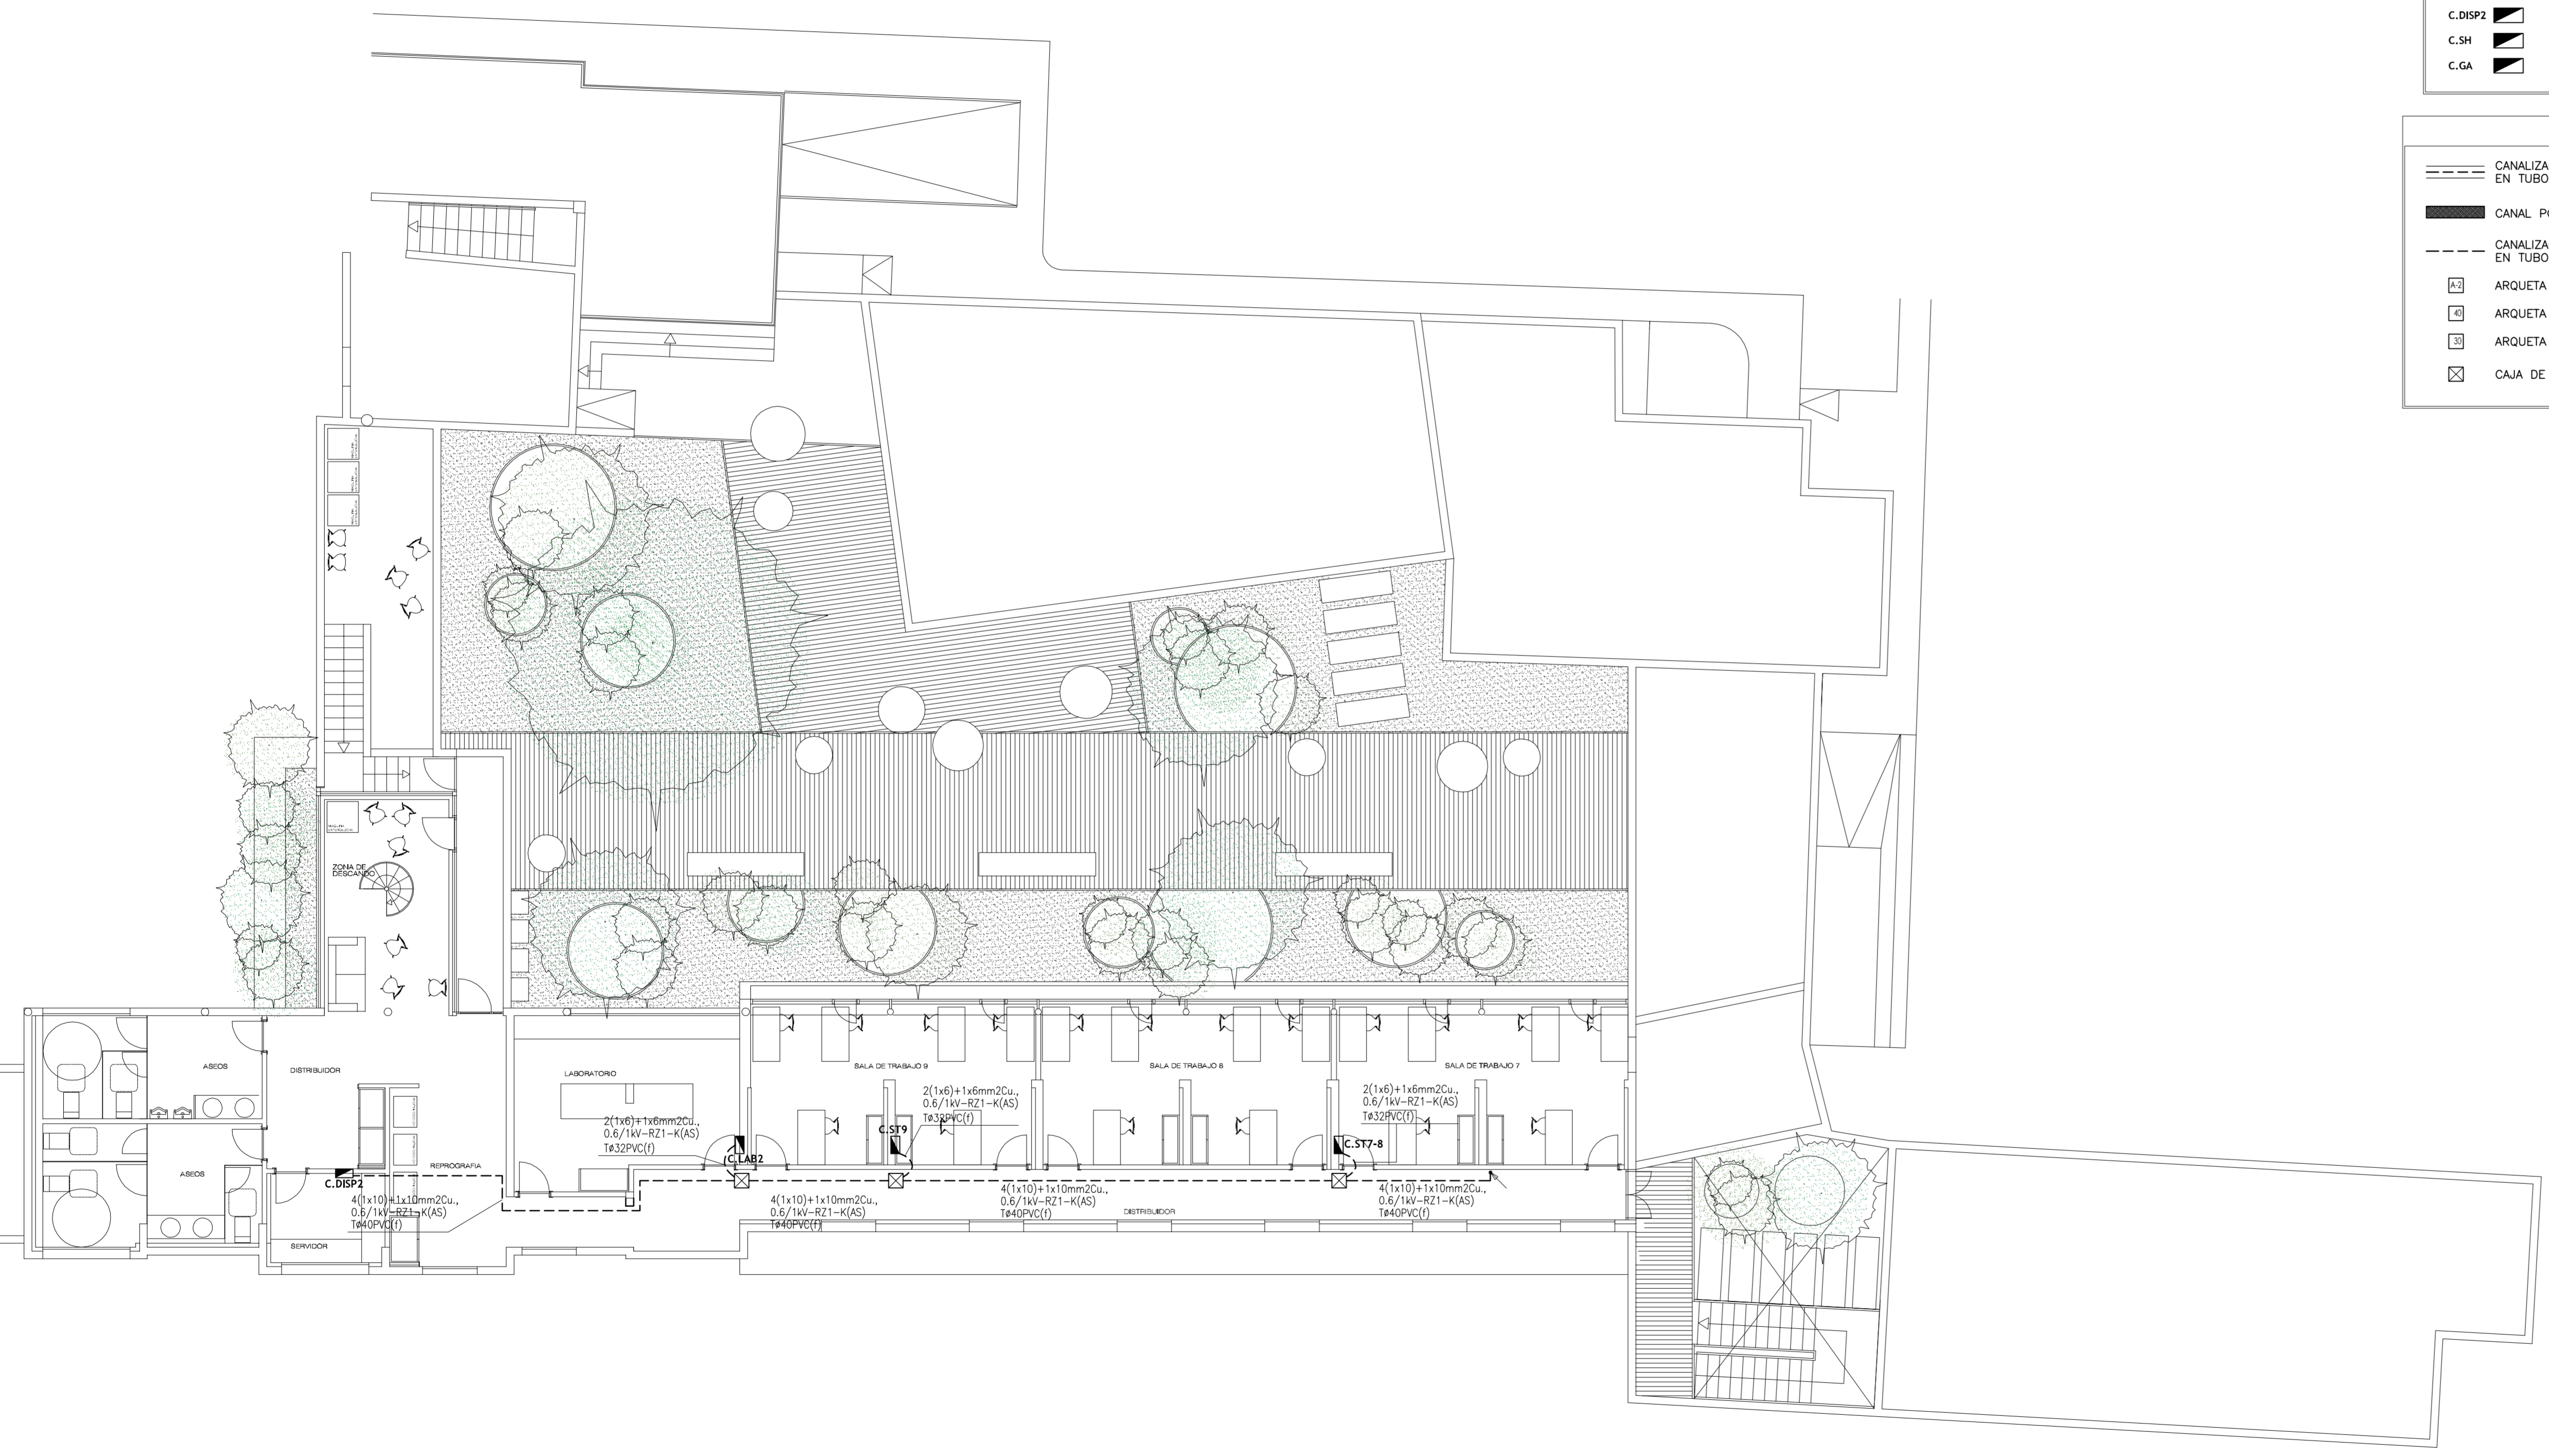 C.DISP2
C.SH
C.GA
CANALIZA
EN TUBO
CANAL
CANALIZA
EN TUBO
A-2 ARQUETA
40 ARQUETA
30 ARQUETA
CAJA DE
ZONA DE
DESCANDO
ASEOS
DISTRIBUIDOR
LABORATORIO
SALA DE TRABAJO 9
SALA DE TRABAJO 8
SALA DE TRABAJO 7
2(1x6)+1x6mm2Cu.,
0.6/1kV-RZ1-K(AS)
Tø32PVC(f)
2(1x6)+1x6mm2Cu.,
0.6/1kV-RZ1-K(AS)
Tø32PVC(f)
2(1x6)+1x6mm2Cu.,
0.6/1kV-RZ1-K(AS)
Tø32PVC(f)
C.LAB2
C.ST9
C.ST7-8
ASEOS
REPROGRAFIA
C.DISP2
4(1x10)+1x10mm2Cu.,
0.6/1kV-RZ1-K(AS)
Tø40PVC(f)
4(1x10)+1x10mm2Cu.,
0.6/1kV-RZ1-K(AS)
Tø40PVC(f)
4(1x10)+1x10mm2Cu.,
0.6/1kV-RZ1-K(AS)
Tø40PVC(f)
4(1x10)+1x10mm2Cu.,
0.6/1kV-RZ1-K(AS)
Tø40PVC(f)
DISTRIBUIDOR
SERVIDOR